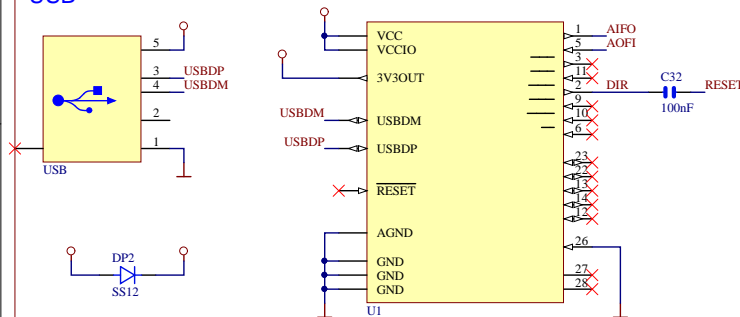 USB
5
3 USBDP
4 USBDM
2
1
USB
DP2
SS12
VCC
VCCIO
3V3OUT
USBDM USBDM
USBDP USBDP
RESET
AGND
GND
GND
GND
U1
1 AIFO
5 AOFI
3
11
2 DIR
9
10
6
23
22
13
14
12
26
27
28
C32
100nF
RESET